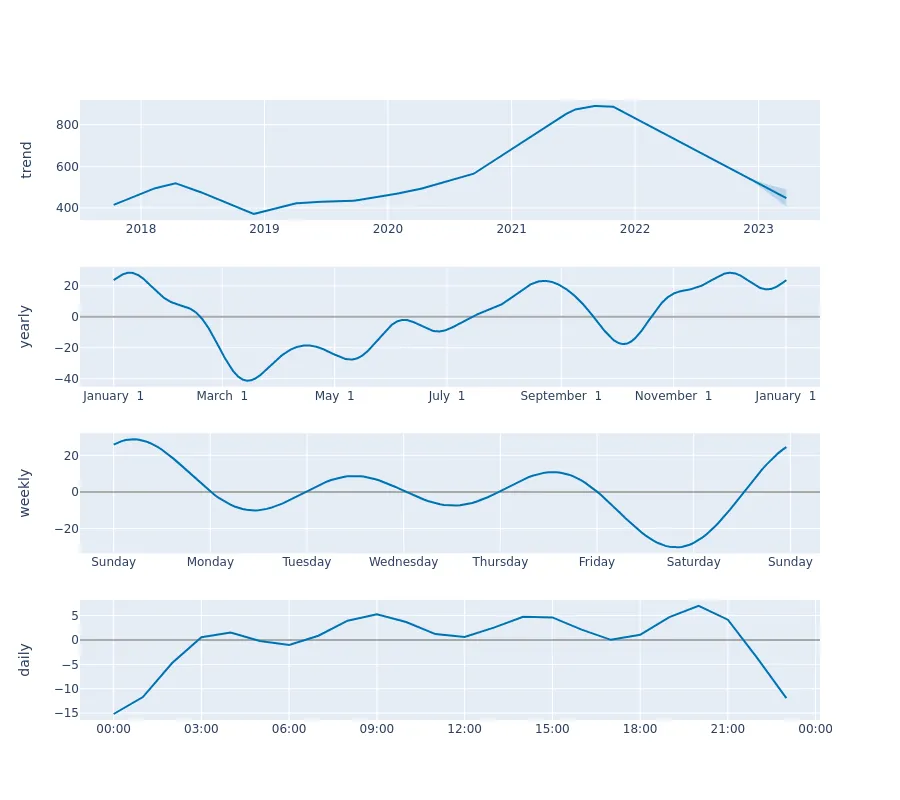 trend
800
600
400
2018 2019 2020 2021 2022 2023
yearly
20
0
−20
−40
January 1 March 1 May 1 July 1 September 1 November 1 January 1
weekly
20
0
−20
Sunday Monday Tuesday Wednesday Thursday Friday Saturday Sunday
daily
5
0
−5
−10
−15
00:00 03:00 06:00 09:00 12:00 15:00 18:00 21:00 00:00